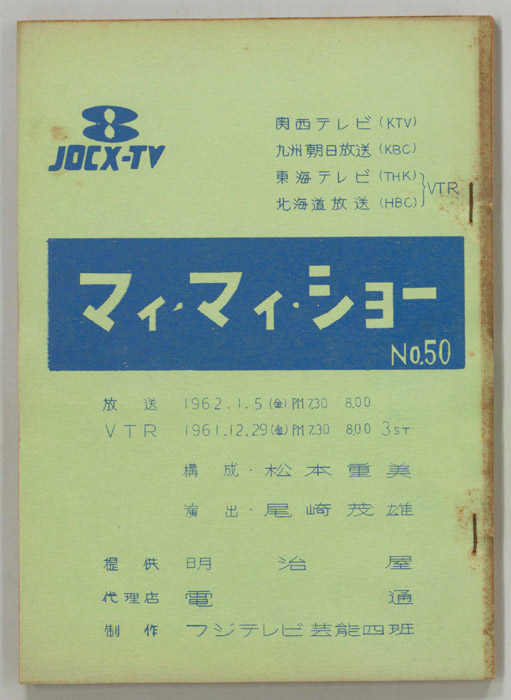 8
JOCX-TV
関西テレビ(KTV)
九州朝日放送(KBC)
東海テレビ(THK)
北海道放送(HBC)
VTR
マィ・マィ・ショー
No.50
放送 1962.1.5(金)PM7.30 8.00
VTR 1961.12.29(金)PM7.30 8.00 3ST
構成・松本重美
演出・尾崎茂雄
提供 明治屋
代理店 電通
制作 フジテレビ芸能四班